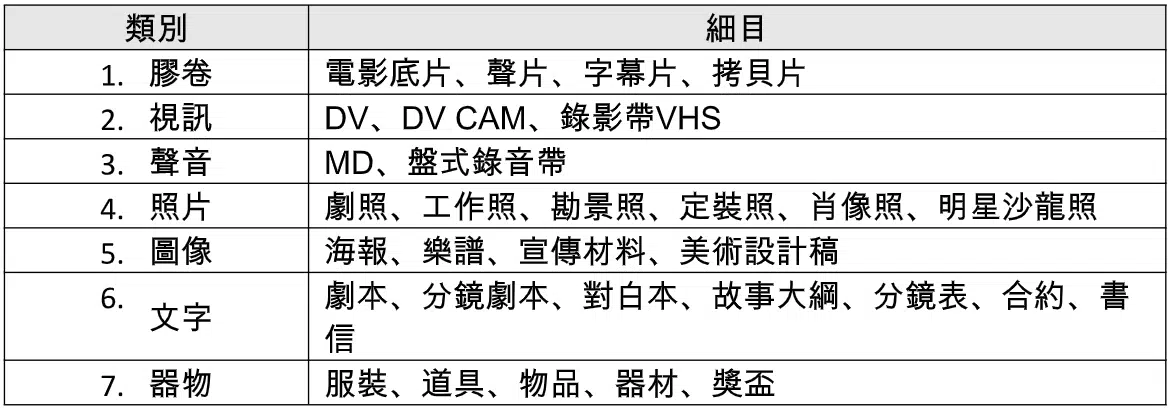 類別 細目
1. 膠卷 電影底片、聲片、字幕片、拷貝片
2. 視訊 DV、DV CAM、錄影帶VHS
3. 聲音 MD、盤式錄音帶
4. 照片 劇照、工作照、勘景照、定裝照、肖像照、明星沙龍照
5. 圖像 海報、樂譜、宣傳材料、美術設計稿
6. 文字 劇本、分鏡劇本、對白本、故事大綱、分鏡表、合約、書
信
7. 器物 服裝、道具、物品、器材、獎盃